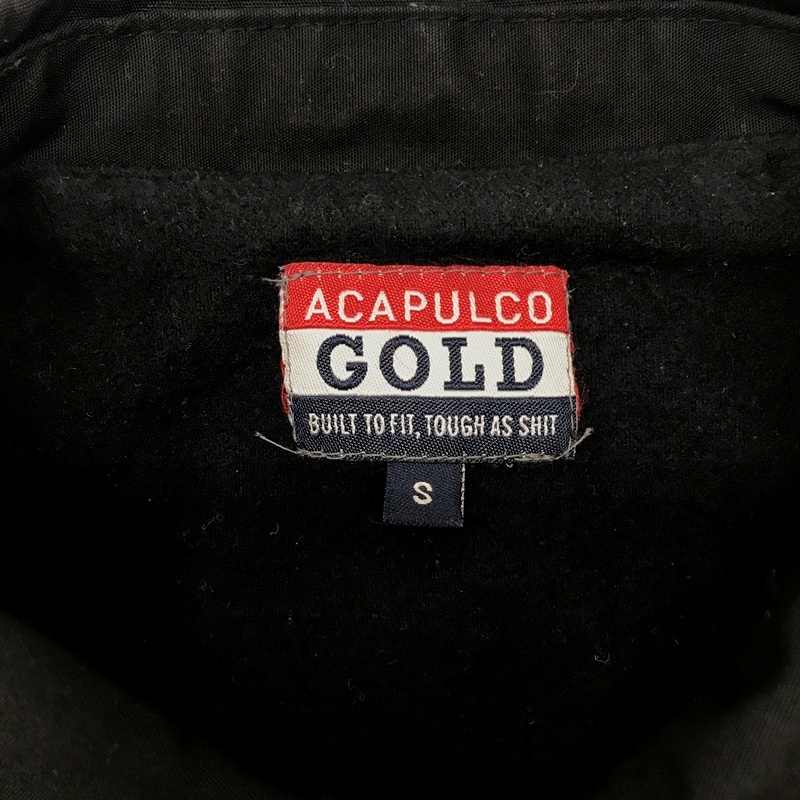 ACAPULCO
GOLD
BUILT TO FIT, TOUGH AS SHIT
S